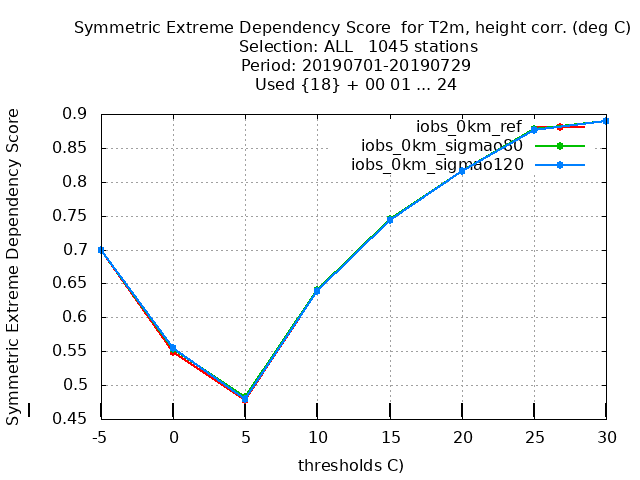 Symmetric Extreme Dependency Score  for T2m, height corr. (deg C)
Selection: ALL   1045 stations
Period: 20190701-20190729
Used {18} + 00 01 ... 24
Symmetric Extreme Dependency Score
0.9
0.85
0.8
0.75
0.7
0.65
0.6
0.55
0.5
0.45
iobs_0km_ref
iobs_0km_sigmao80
iobs_0km_sigmao120
-5 0 5 10 15 20 25 30
thresholds C)